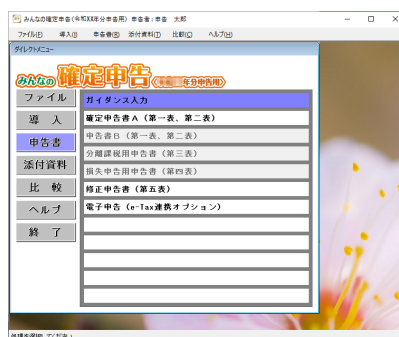 みんなの確定申告(令和XX年分申告用) 申告者:申告 太郎
ファイル(F) 導入(I) 申告書(R) 添付資料(T) 比較(C) ヘルプ(H)
ダイレクトメニュー
みんなの確定申告
年分申告用)
ファイル
導 入
申告書
添付資料
比 較
ヘルプ
終 了
ガイダンス入力
確定申告書A(第一表、第二表)
申告書B(第一表、第二表)
分離課税用申告書(第三表)
損失申告用申告書(第四表)
修正申告書(第五表)
電子申告(e-Tax連携オプション)